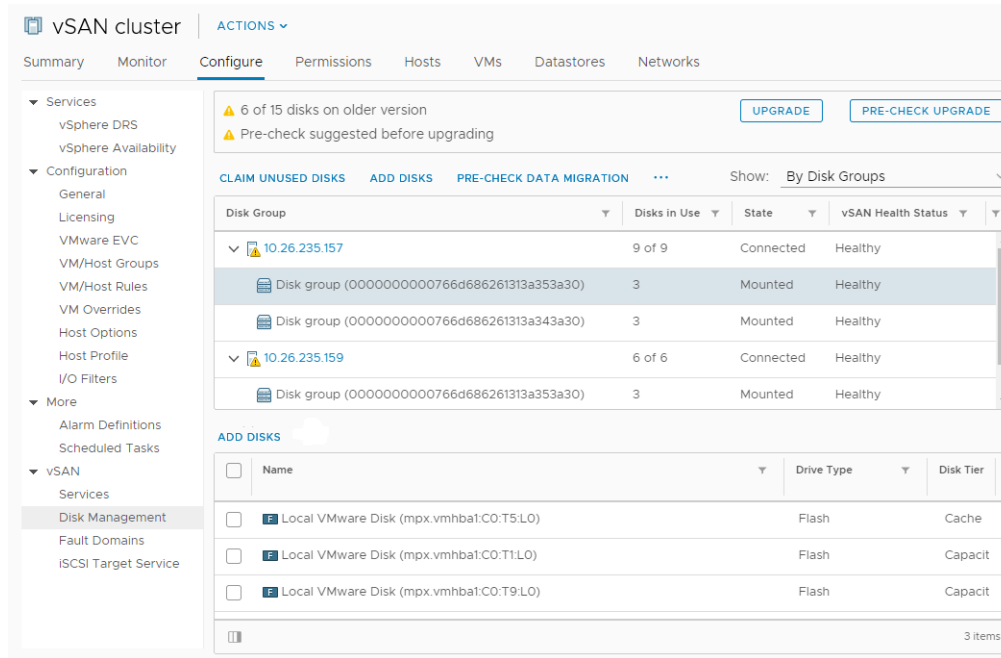 vSAN cluster ACTIONS
Summary Monitor Configure Permissions Hosts VMs Datastores Networks
Services
vSphere DRS
vSphere Availability
Configuration
General
Licensing
VMware EVC
VM/Host Groups
VM/Host Rules
VM Overrides
Host Options
Host Profile
I/O Filters
More
Alarm Definitions
Scheduled Tasks
vSAN
Services
Disk Management
Fault Domains
iSCSI Target Service
6 of 15 disks on older version UPGRADE PRE-CHECK UPGRADE
Pre-check suggested before upgrading
CLAIM UNUSED DISKS ADD DISKS PRE-CHECK DATA MIGRATION ... Show: By Disk Groups
Disk Group Disks in Use State vSAN Health Status
10.26.235.157 9 of 9 Connected Healthy
Disk group (0000000000766d686261313a353a30) 3 Mounted Healthy
Disk group (0000000000766d686261313a343a30) 3 Mounted Healthy
10.26.235.159 6 of 6 Connected Healthy
Disk group (0000000000766d686261313a353a30) 3 Mounted Healthy
ADD DISKS
Name Drive Type Disk Tier
F Local VMware Disk (mpx.vmhba1:C0:T5:L0) Flash Cache
F Local VMware Disk (mpx.vmhba1:C0:T1:L0) Flash Capacit
F Local VMware Disk (mpx.vmhba1:C0:T9:L0) Flash Capacit
3 items